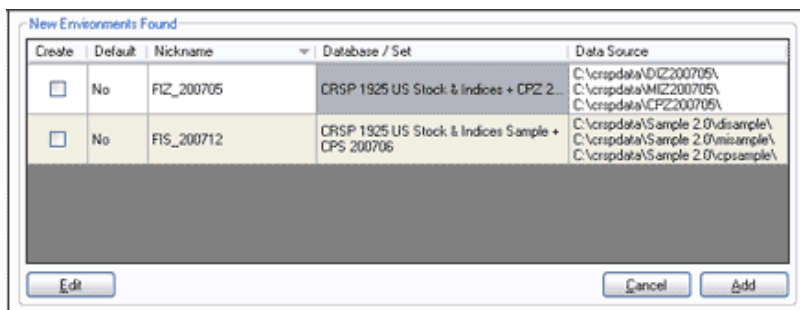 New Environments Found
Create Default Nickname Database / Set Data Source
No FIZ_200705 CRSP 1925 US Stock & Indices + CPZ 2... C:\crspdata\DIZ200705\
C:\crspdata\MIZ200705\
C:\crspdata\CPZ200705\
No FIS_200712 CRSP 1925 US Stock & Indices Sample + C:\crspdata\Sample 2.0\disample\
CPS 200706 C:\crspdata\Sample 2.0\misample\
C:\crspdata\Sample 2.0\cpsample\
Edit Cancel Add